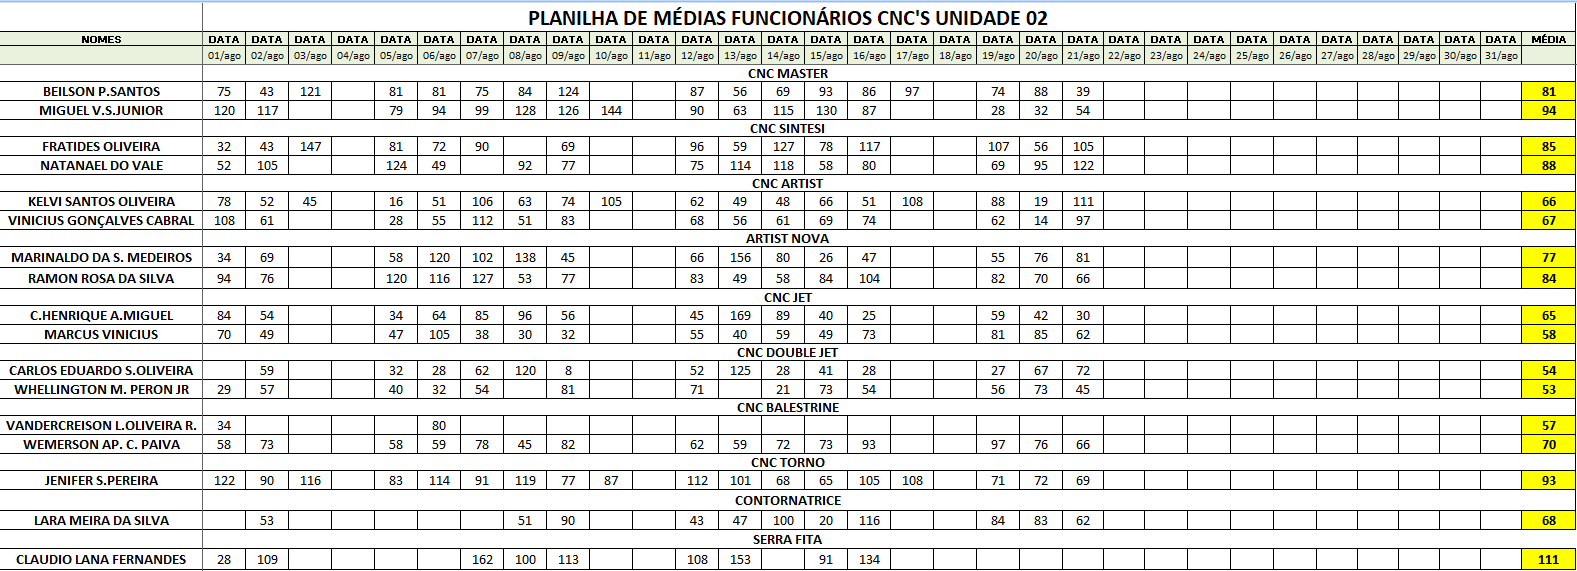 PLANILHA DE MÉDIAS FUNCIONÁRIOS CNC'S UNIDADE 02
NOMES DATA DATA DATA DATA DATA DATA DATA DATA DATA DATA DATA DATA DATA DATA DATA DATA DATA DATA DATA DATA DATA DATA DATA DATA DATA DATA DATA DATA DATA DATA DATA MÉDIA
01/ago 02/ago 03/ago 04/ago 05/ago 06/ago 07/ago 08/ago 09/ago 10/ago 11/ago 12/ago 13/ago 14/ago 15/ago 16/ago 17/ago 18/ago 19/ago 20/ago 21/ago 22/ago 23/ago 24/ago 25/ago 26/ago 27/ago 28/ago 29/ago 30/ago 31/ago
CNC MASTER
BEILSON P.SANTOS 75 43 121 81 81 75 84 124 87 56 69 93 86 97 74 88 39 81
MIGUEL V.S.JUNIOR 120 117 79 94 99 128 126 144 90 63 115 130 87 28 32 54 94
CNC SINTESI
FRATIDES OLIVEIRA 32 43 147 81 72 90 69 96 59 127 78 117 107 56 105 85
NATANAEL DO VALE 52 105 124 49 92 77 75 114 118 58 80 69 95 122 88
CNC ARTIST
KELVI SANTOS OLIVEIRA 78 52 45 16 51 106 63 74 105 62 49 48 66 51 108 88 19 111 66
VINICIUS GONÇALVES CABRAL 108 61 28 55 112 51 83 68 56 61 69 74 62 14 97 67
ARTIST NOVA
MARINALDO DA S. MEDEIROS 34 69 58 120 102 138 45 66 156 80 26 47 55 76 81 77
RAMON ROSA DA SILVA 94 76 120 116 127 53 77 83 49 58 84 104 82 70 66 84
CNC JET
C.HENRIQUE A.MIGUEL 84 54 34 64 85 96 56 45 169 89 40 25 59 42 30 65
MARCUS VINICIUS 70 49 47 105 38 30 32 55 40 59 49 73 81 85 62 58
CNC DOUBLE JET
CARLOS EDUARDO S.OLIVEIRA 59 32 28 62 120 8 52 125 28 41 28 27 67 72 54
WHELLINGTON M. PERON JR 29 57 40 32 54 81 71 21 73 54 56 73 45 53
CNC BALESTRINE
VANDERCREISON L.OLIVEIRA R. 34 80 57
WEMERSON AP. C. PAIVA 58 73 58 59 78 45 82 62 59 72 73 93 97 76 66 70
CNC TORNO
JENIFER S.PEREIRA 122 90 116 83 114 91 119 77 87 112 101 68 65 105 108 71 72 69 93
CONTORNATRICE
LARA MEIRA DA SILVA 53 51 90 43 47 100 20 116 84 83 62 68
SERRA FITA
CLAUDIO LANA FERNANDES 28 109 162 100 113 108 153 91 134 111